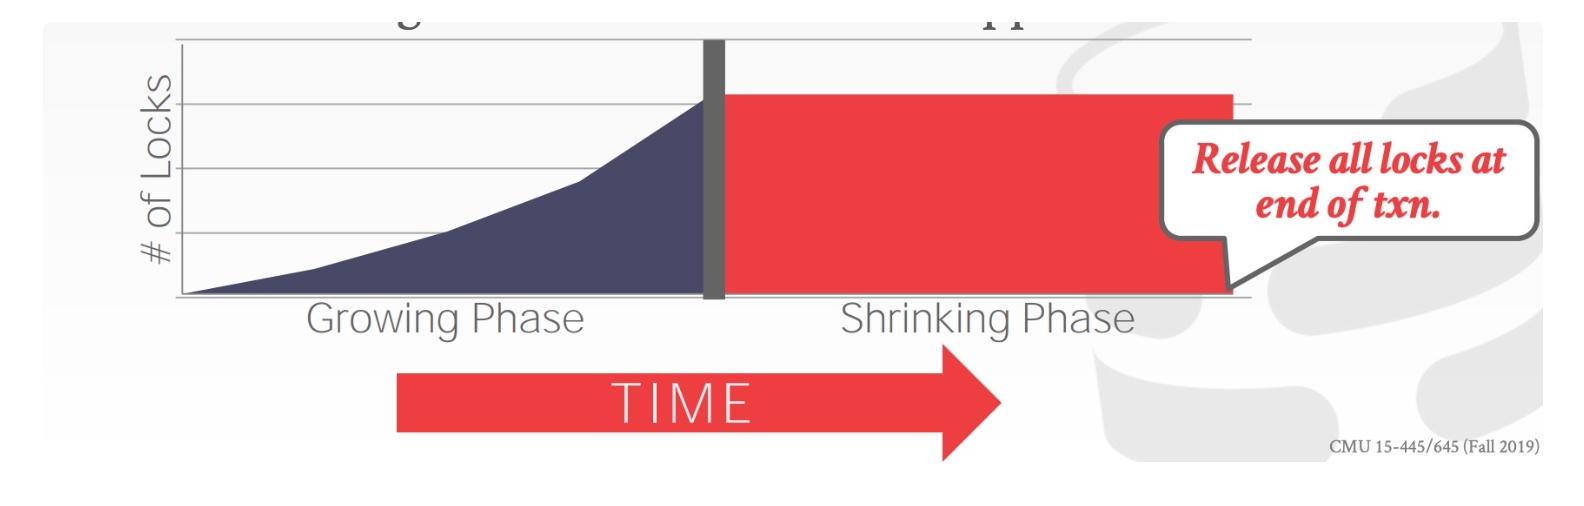 # of Locks
Release all locks at
end of txn.
Growing Phase
Shrinking Phase
TIME
CMU 15-445/645 (Fall 2019)